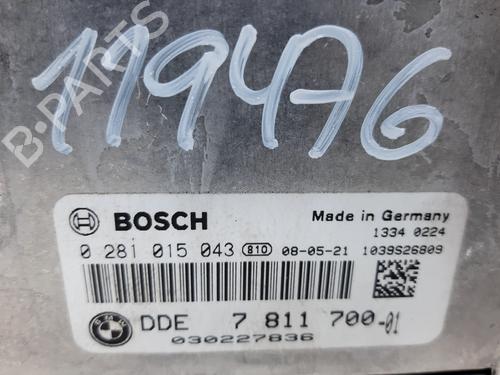 1194A6
B-PARTS
BOSCH
Made in Germany
1334 0224
0 281 015 043 810 08-05-21 1039S26809
DDE 7 811 700-01
030227836